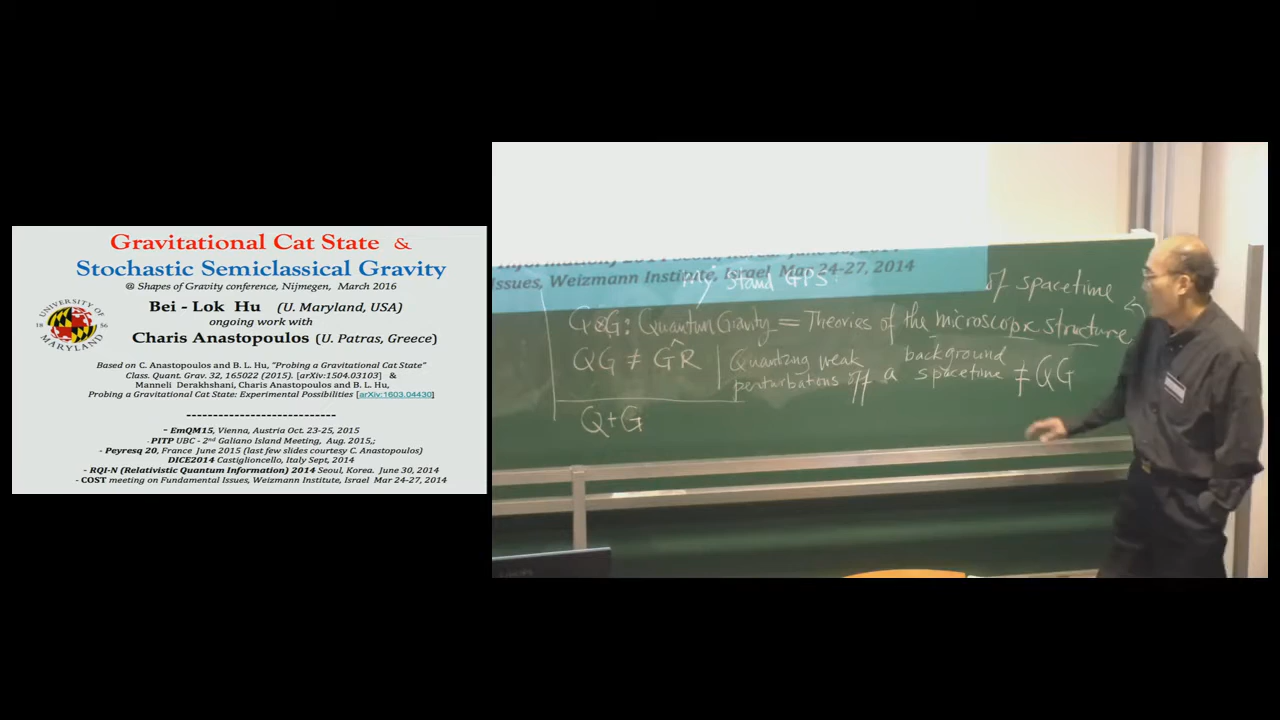 Gravitational Cat State &
Stochastic Semiclassical Gravity
@ Shapes of Gravity conference, Nijmegen, March 2016
Bei - Lok Hu (U. Maryland, USA)
ongoing work with
Charis Anastopoulos (U. Patras, Greece)
UNIVERSITY OF
18 56
MARYLAND
Based on C. Anastopoulos and B. L. Hu, "Probing a Gravitational Cat State"
Class. Quant. Grav. 32, 165022 (2015). [arXiv:1504.03103] &
Manneli Derakhshani, Charis Anastopoulos and B. L. Hu,
Probing a Gravitational Cat State: Experimental Possibilities [arXiv:1603.04430]
----------------------------
- EmQM15, Vienna, Austria Oct. 23-25, 2015
- PITP UBC - 2nd Galiano Island Meeting, Aug. 2015,;
- Peyresq 20, France June 2015 (last few slides courtesy C. Anastopoulos)
DICE2014 Castiglioncello, Italy Sept, 2014
- RQI-N (Relativistic Quantum Information) 2014 Seoul, Korea. June 30, 2014
- COST meeting on Fundamental Issues, Weizmann Institute, Israel Mar 24-27, 2014
Issues, Weizmann Institute, Israel Mar 24-27, 2014
my stand GPS:
of spacetime
QG: Quantum Gravity = Theories of the microscopic structure
QG ≠ ĜR | Quantizing weak background
perturbations off a spacetime ≠ QG
Q+G